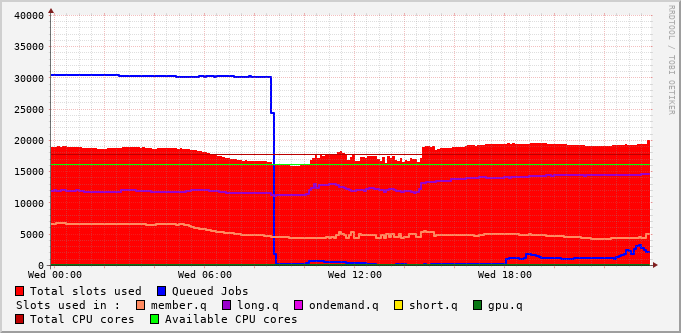 40000
35000
30000
25000
20000
15000
10000
5000
0
Wed 00:00 Wed 06:00 Wed 12:00 Wed 18:00
Total slots used Queued Jobs
Slots used in : member.q long.q ondemand.q short.q gpu.q
Total CPU cores Available CPU cores
RRDTOOL / TOBI OETIKER